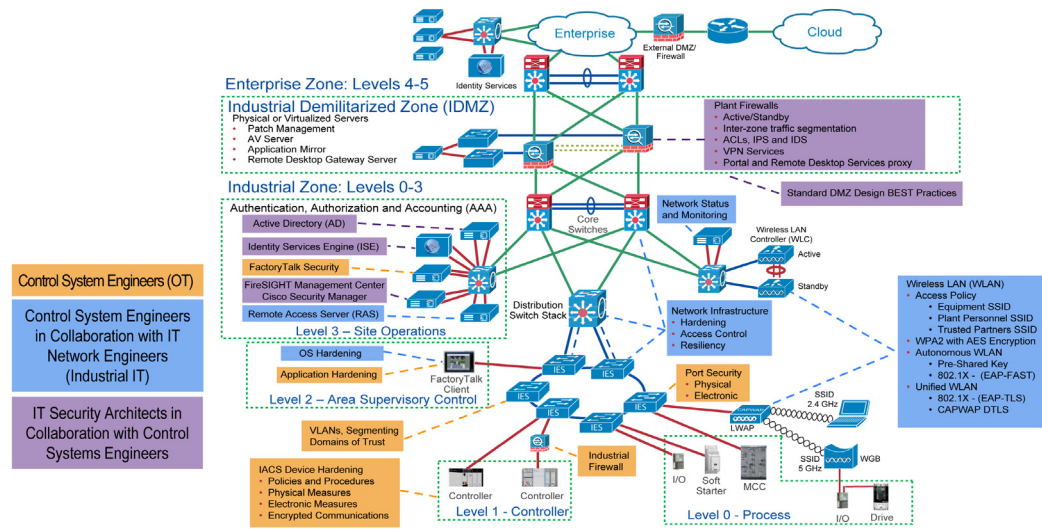 Enterprise
External DMZ/
Firewall
Cloud
Identity Services
Enterprise Zone: Levels 4-5
Industrial Demilitarized Zone (IDMZ)
Physical or Virtualized Servers
• Patch Management
• AV Server
• Application Mirror
• Remote Desktop Gateway Server
Plant Firewalls
• Active/Standby
• Inter-zone traffic segmentation
• ACLs, IPS and IDS
• VPN Services
• Portal and Remote Desktop Services proxy
Standard DMZ Design BEST Practices
Industrial Zone: Levels 0-3
Authentication, Authorization and Accounting (AAA)
Active Directory (AD)
Identity Services Engine (ISE)
FactoryTalk Security
FireSIGHT Management Center
Cisco Security Manager
Remote Access Server (RAS)
Level 3 – Site Operations
Core
Switches
Network Status
and Monitoring
Wireless LAN
Controller (WLC)
Active
Standby
Distribution
Switch Stack
Network Infrastructure
• Hardening
• Access Control
• Resiliency
Wireless LAN (WLAN)
• Access Policy
• Equipment SSID
• Plant Personnel SSID
• Trusted Partners SSID
• WPA2 with AES Encryption
• Autonomous WLAN
• Pre-Shared Key
• 802.1X - (EAP-FAST)
• Unified WLAN
• 802.1X - (EAP-TLS)
• CAPWAP DTLS
Control System Engineers (OT)
Control System Engineers
in Collaboration with IT
Network Engineers
(Industrial IT)
IT Security Architects in
Collaboration with Control
Systems Engineers
OS Hardening
Application Hardening
FactoryTalk
Client
Level 2 – Area Supervisory Control
IES
IES
IES
IES
IES
IES
Port Security
• Physical
• Electronic
CAPWAP
LWAP
SSID
2.4 GHz
SSID
5 GHz
WGB
VLANs, Segmenting
Domains of Trust
Industrial
Firewall
IACS Device Hardening
• Policies and Procedures
• Physical Measures
• Electronic Measures
• Encrypted Communications
Controller
Controller
Level 1 - Controller
I/O
Soft
Starter
MCC
Level 0 - Process
I/O
Drive